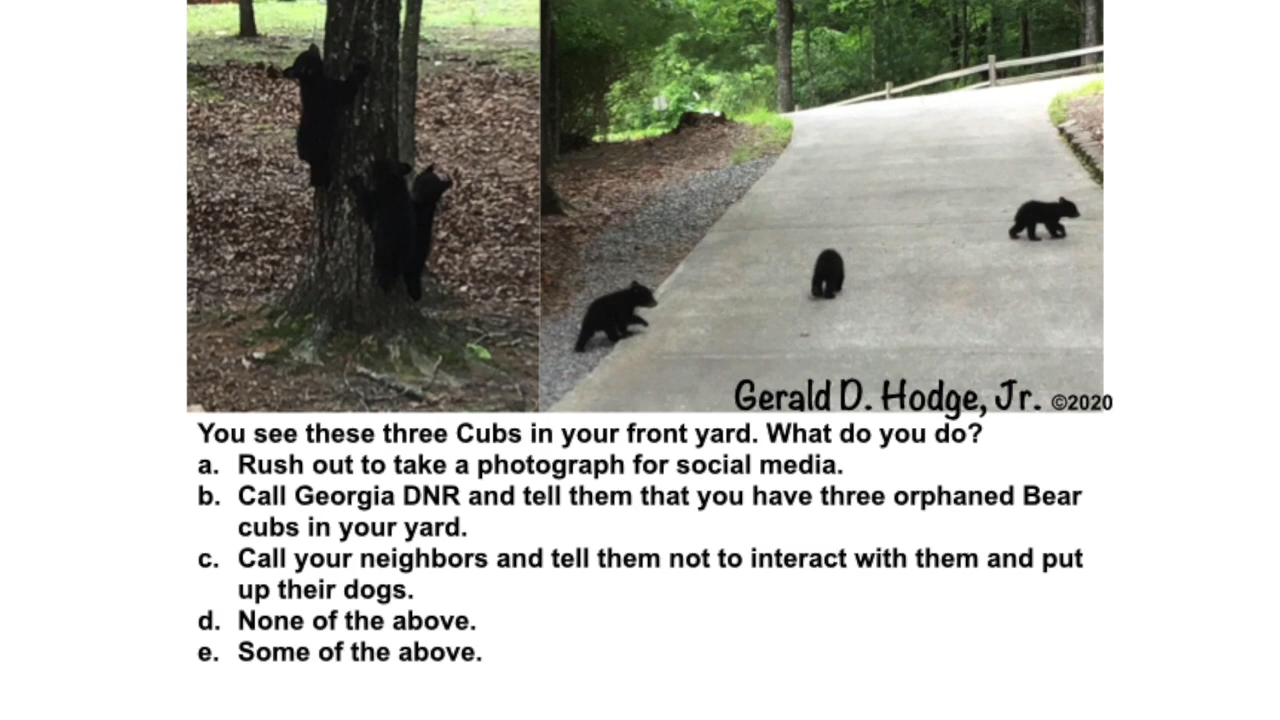 Gerald D. Hodge, Jr. ©2020
You see these three Cubs in your front yard. What do you do?
a. Rush out to take a photograph for social media.
b. Call Georgia DNR and tell them that you have three orphaned Bear
cubs in your yard.
c. Call your neighbors and tell them not to interact with them and put
up their dogs.
d. None of the above.
e. Some of the above.